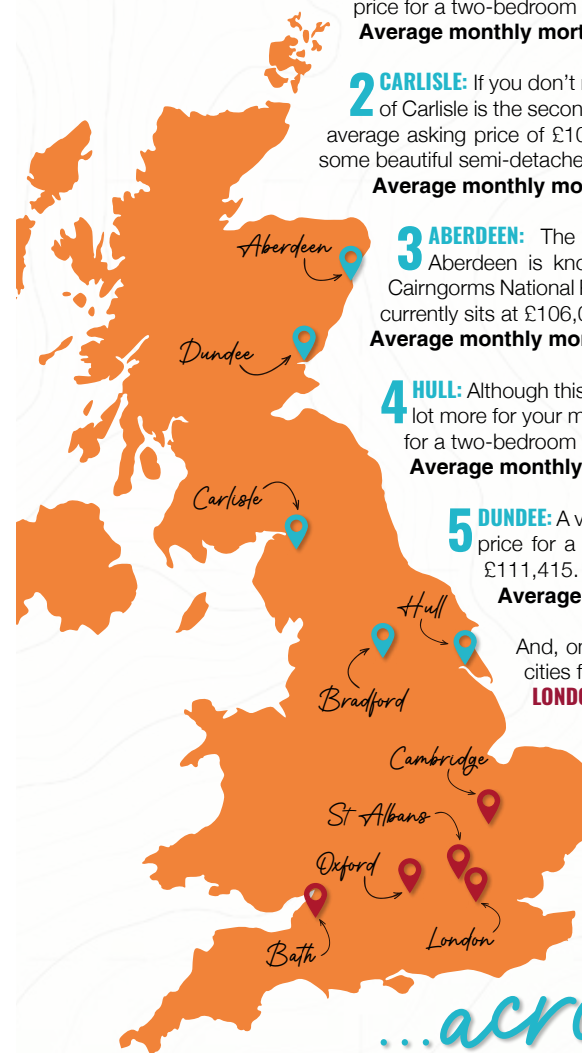 price for a two-bedroom
Average monthly mort
2 CARLISLE: If you don't
of Carlisle is the secon
average asking price of £10
some beautiful semi-detache
Average monthly mo
3 ABERDEEN: The
Aberdeen is kno
Cairngorms National
currently sits at £106,0
Average monthly mor
4 HULL: Although this
lot more for your m
for a two-bedroom
Average monthly
5 DUNDEE: A v
price for a
£111,415.
Average
And, or
cities f
LONDO
Aberdeen
Dundee
Carlisle
Hull
Bradford
Cambridge
St Albans
Oxford
Bath
London
...acr